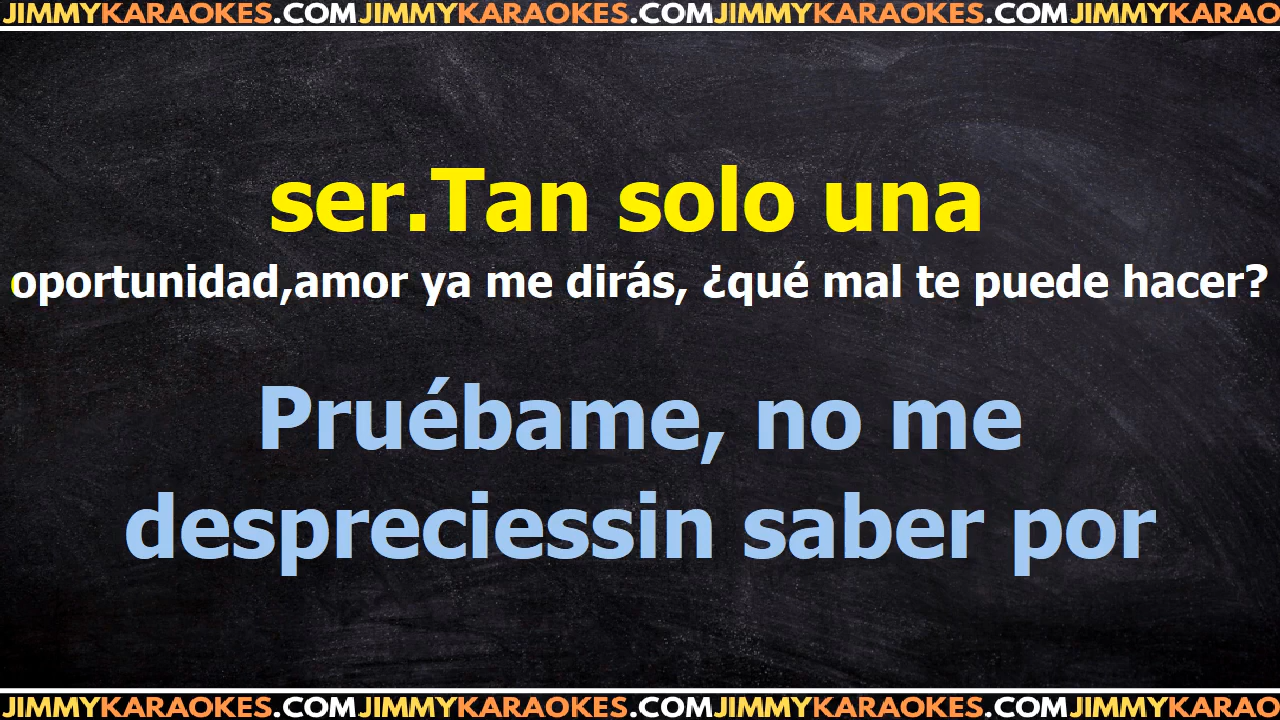 JIMMYKARAOKES.COMJIMMYKARAOKES.COMJIMMYKARAOKES.COMJIMMYKARAO
ser.Tan solo una
oportunidad,amor ya me dirás, ¿qué mal te puede hacer?
Pruébame, no me
despreciessin saber por
JIMMYKARAOKES.COMJIMMYKARAOKES.COMJIMMYKARAOKES.COMJIMMYKARAO